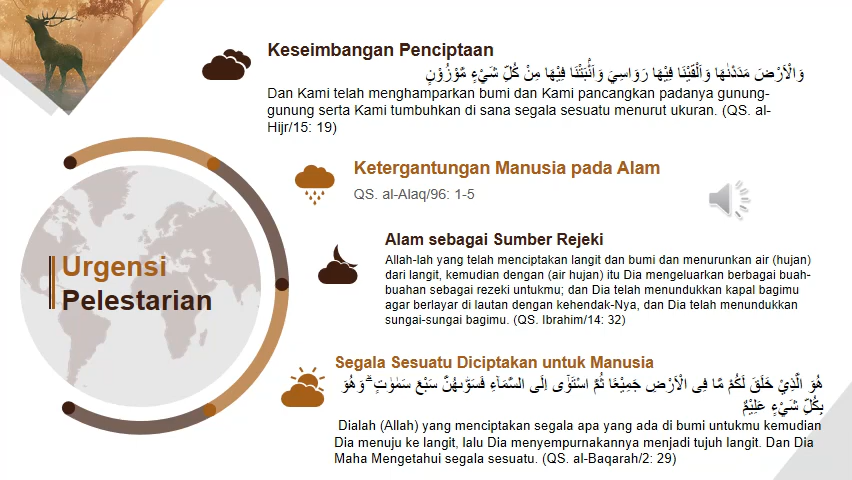 Urgensi
Pelestarian
Keseimbangan Penciptaan
وَالْاَرْضَ مَدَدْنٰهَا وَاَلْقَيْنَا فِيْهَا رَوَاسِيَ وَاَنْۢبَتْنَا فِيْهَا مِنْ كُلِّ شَيْءٍ مَّوْزُوْنٍ
Dan Kami telah menghamparkan bumi dan Kami pancangkan padanya gunung-
gunung serta Kami tumbuhkan di sana segala sesuatu menurut ukuran. (QS. al-
Hijr/15: 19)
Ketergantungan Manusia pada Alam
QS. al-Alaq/96: 1-5
Alam sebagai Sumber Rejeki
Allah-lah yang telah menciptakan langit dan bumi dan menurunkan air (hujan)
dari langit, kemudian dengan (air hujan) itu Dia mengeluarkan berbagai buah-
buahan sebagai rezeki untukmu; dan Dia telah menundukkan kapal bagimu
agar berlayar di lautan dengan kehendak-Nya, dan Dia telah menundukkan
sungai-sungai bagimu. (QS. Ibrahim/14: 32)
Segala Sesuatu Diciptakan untuk Manusia
هُوَ الَّذِيْ خَلَقَ لَكُمْ مَّا فِى الْاَرْضِ جَمِيْعًا ثُمَّ اسْتَوٰٓى اِلَى السَّمَاۤءِ فَسَوّٰىهُنَّ سَبْعَ سَمٰوٰتٍ ۗ وَهُوَ
بِكُلِّ شَيْءٍ عَلِيْمٌ
Dialah (Allah) yang menciptakan segala apa yang ada di bumi untukmu kemudian
Dia menuju ke langit, lalu Dia menyempurnakannya menjadi tujuh langit. Dan Dia
Maha Mengetahui segala sesuatu. (QS. al-Baqarah/2: 29)